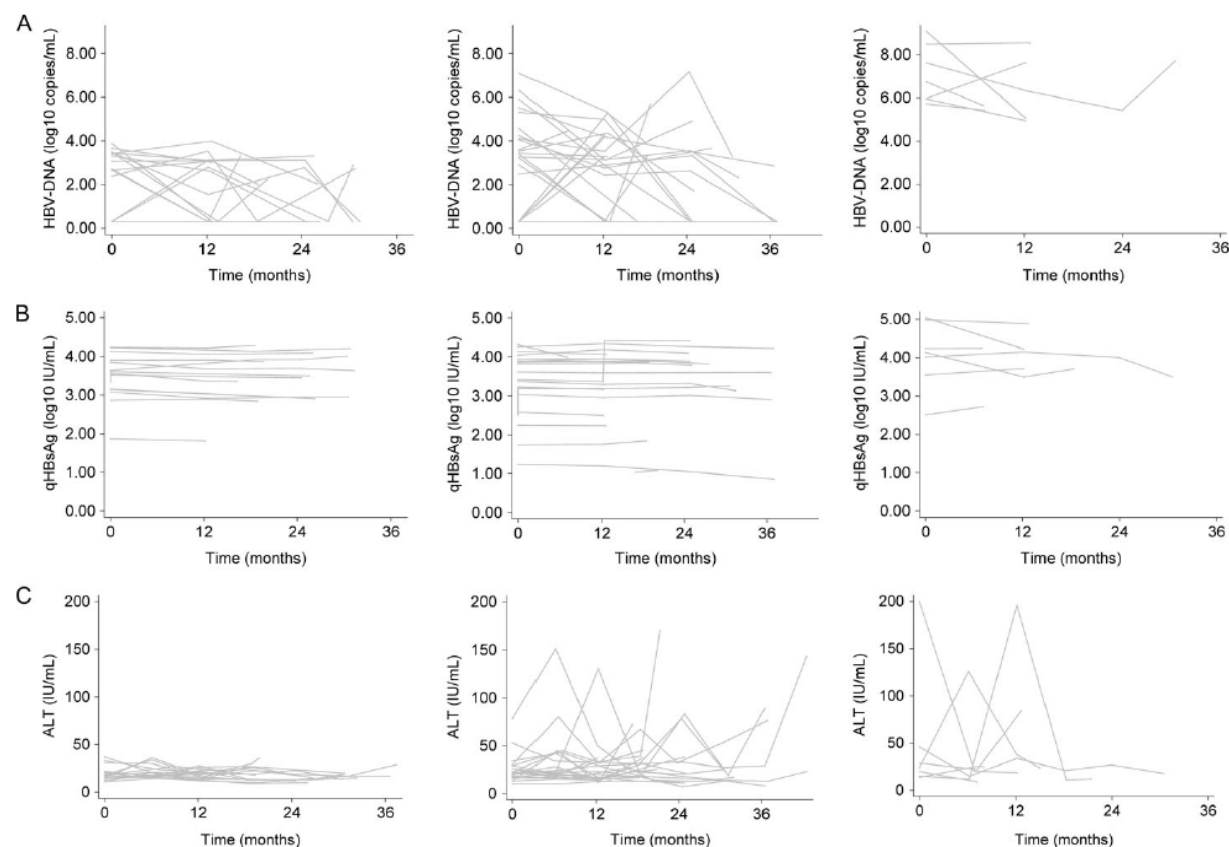 A
HBV-DNA (log10 copies/mL)
8.00
6.00
4.00
2.00
0.00
0 12 24 36
Time (months)
HBV-DNA (log10 copies/mL)
8.00
6.00
4.00
2.00
0.00
0 12 24 36
Time (months)
HBV-DNA (log10 copies/mL)
8.00
6.00
4.00
2.00
0.00
0 12 24 36
Time (months)
B
qHBsAg (log10 IU/mL)
5.00
4.00
3.00
2.00
1.00
0.00
0 12 24 36
Time (months)
qHBsAg (log10 IU/mL)
5.00
4.00
3.00
2.00
1.00
0.00
0 12 24 36
Time (months)
qHBsAg (log10 IU/mL)
5.00
4.00
3.00
2.00
1.00
0.00
0 12 24 36
Time (months)
C
ALT (IU/mL)
200
150
100
50
0
0 12 24 36
Time (months)
ALT (IU/mL)
200
150
100
50
0
0 12 24 36
Time (months)
ALT (IU/mL)
200
150
100
50
0
0 12 24 36
Time (months)